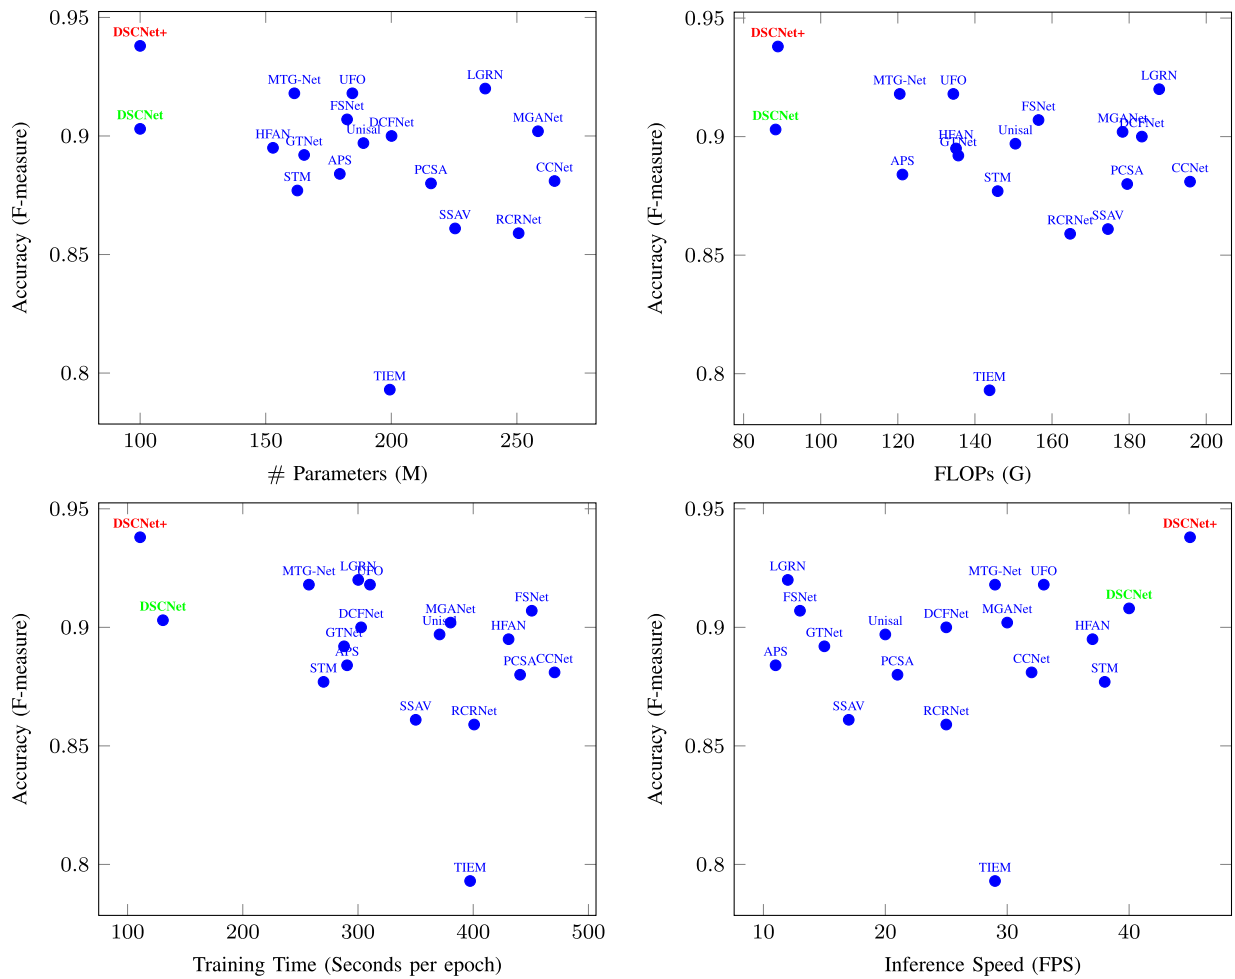 0.95
0.9
0.85
0.8
Accuracy (F-measure)
DSCNet+
MTG-Net
UFO
LGRN
FSNet
DSCNet
DCFNet
MGANet
HFAN
Unisal
GTNet
APS
PCSA
CCNet
STM
SSAV
RCRNet
TIEM
100
150
200
250
# Parameters (M)
0.95
0.9
0.85
0.8
Accuracy (F-measure)
DSCNet+
LGRN
MTG-Net
UFO
FSNet
DSCNet
MGANet
DCFNet
HFAN
Unisal
GTNet
APS
STM
PCSA
CCNet
RCRNet
SSAV
TIEM
80
100
120
140
160
180
200
FLOPs (G)
0.95
0.9
0.85
0.8
Accuracy (F-measure)
DSCNet+
MTG-Net
LGRN
UFO
DSCNet
FSNet
DCFNet
MGANet
Unisal
HFAN
GTNet
APS
STM
PCSA
CCNet
SSAV
RCRNet
TIEM
100
200
300
400
500
Training Time (Seconds per epoch)
0.95
0.9
0.85
0.8
Accuracy (F-measure)
DSCNet+
LGRN
MTG-Net
UFO
FSNet
DSCNet
DCFNet
MGANet
Unisal
HFAN
GTNet
APS
PCSA
CCNet
STM
SSAV
RCRNet
TIEM
10
20
30
40
Inference Speed (FPS)